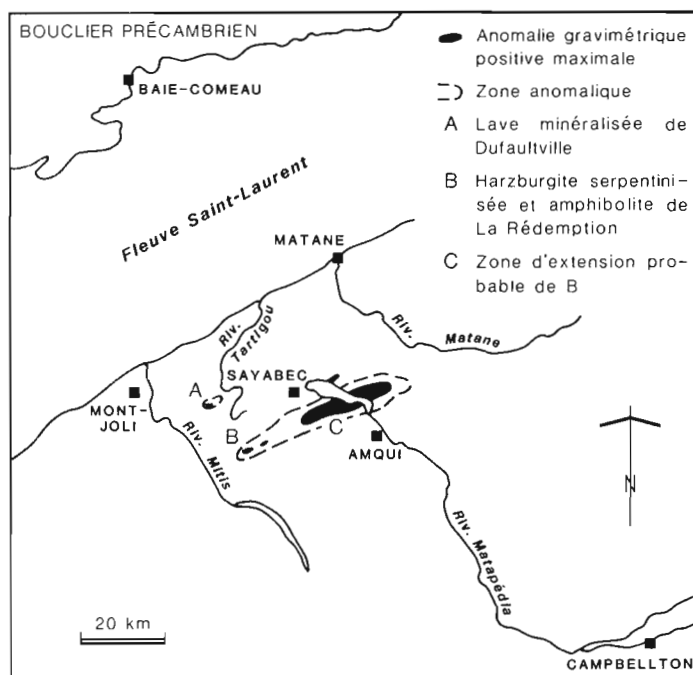 BOUCLIER PRÉCAMBRIEN
BAIE-COMEAU
Anomalie gravimétrique
positive maximale
Zone anomalique
A Lave minéralisée de
Dufaultville
B Harzburgite serpentini-
sée et amphibolite de
La Rédemption
C Zone d'extension pro-
bable de B
Fleuve Saint-Laurent
MATANE
Riv.
Tartigou
Riv. Matane
SAYABEC
A
MONT-
JOLI
B
C
AMQUI
Riv. Mitis
N
Riv. Matapédia
20 km
CAMPBELLTON